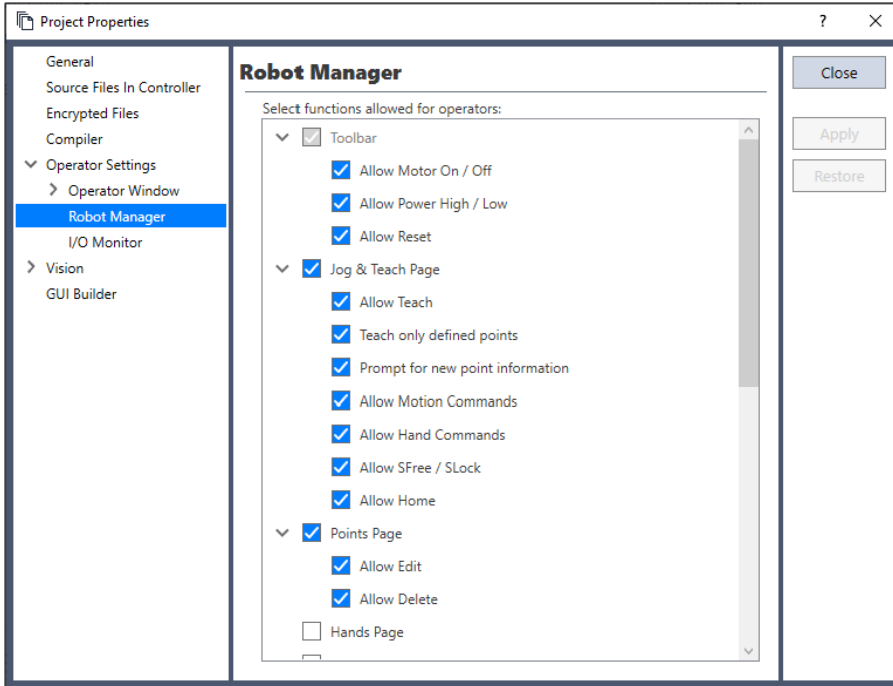 Project Properties
?
General
Source Files In Controller
Encrypted Files
Compiler
Operator Settings
Operator Window
Robot Manager
I/O Monitor
Vision
GUI Builder
Robot Manager
Select functions allowed for operators:
Toolbar
Allow Motor On / Off
Allow Power High / Low
Allow Reset
Jog & Teach Page
Allow Teach
Teach only defined points
Prompt for new point information
Allow Motion Commands
Allow Hand Commands
Allow SFree / SLock
Allow Home
Points Page
Allow Edit
Allow Delete
Hands Page
Close
Apply
Restore